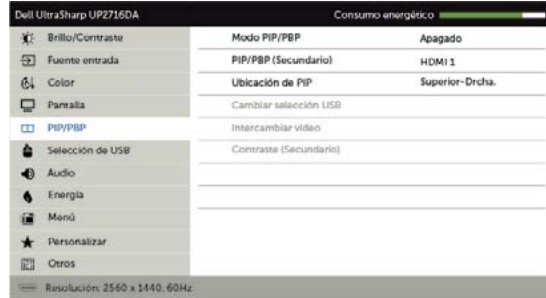 Dell UltraSharp UP2716DA
Consumo energético
Brillo/Contraste
Modo PIP/PBP
Apagado
Fuente entrada
PIP/PBP (Secundario)
HDMI 1
Color
Ubicación de PIP
Superior-Drcha.
Pantalla
Cambiar selección USB
PIP/PBP
Intercambiar vídeo
Selección de USB
Contraste (Secundario)
Audio
Energía
Menú
Personalizar
Otros
Resolución: 2560 x 1440, 60Hz